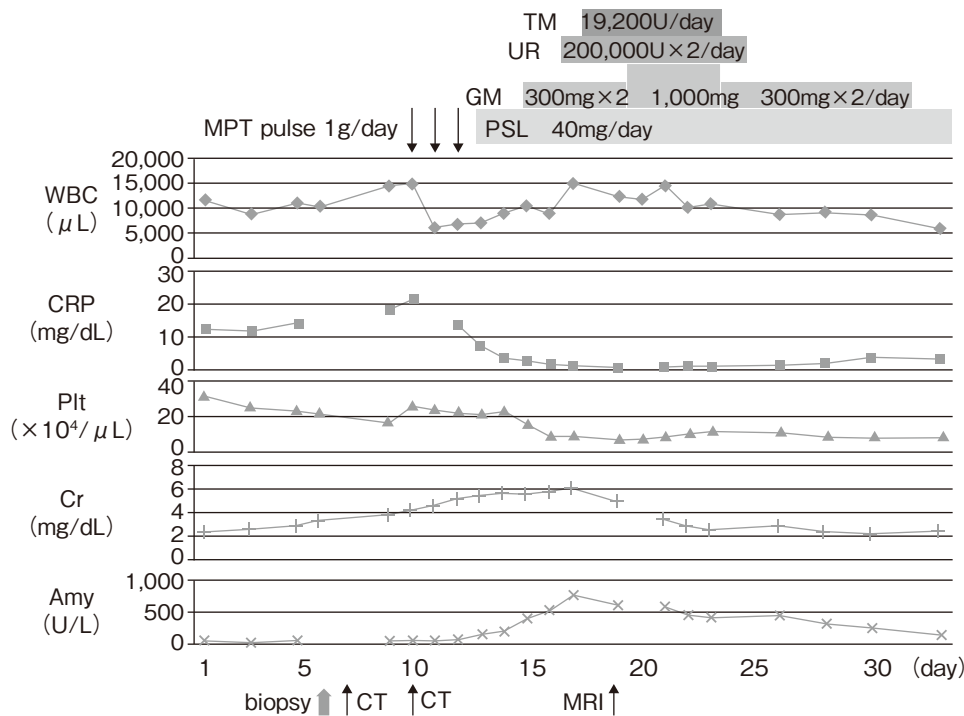 TM 19,200U/day
UR 200,000U×2/day
GM 300mg×2 1,000mg 300mg×2/day
MPT pulse 1g/day PSL 40mg/day
WBC
(μL)
20,000
15,000
10,000
5,000
0
CRP
(mg/dL)
30
20
10
0
Plt
(×10⁴/μL)
40
20
0
Cr
(mg/dL)
8
6
4
2
0
Amy
(U/L)
1,000
500
0
1 5 10 15 20 25 30 (day)
biopsy CT CT MRI